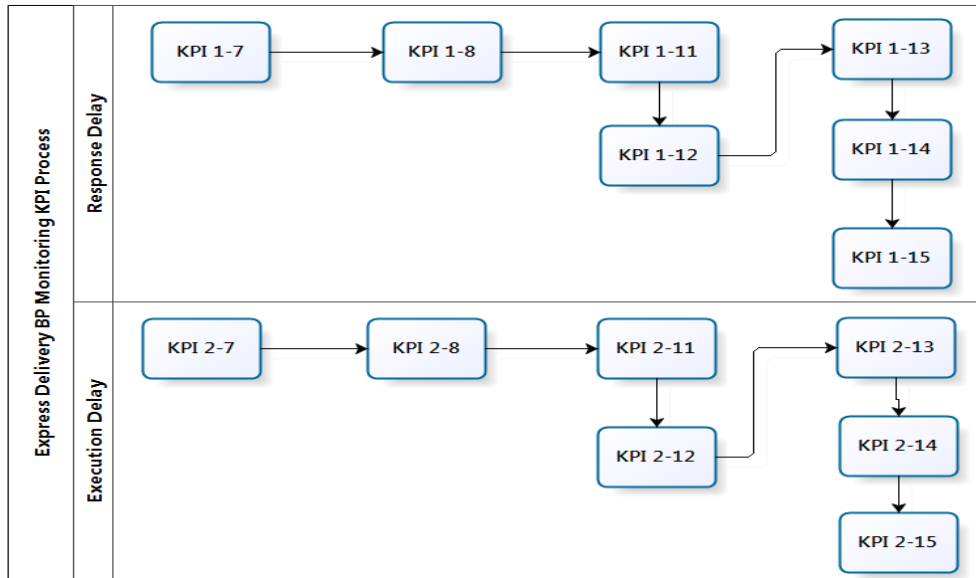 Express Delivery BP Monitoring KPI Process
Response Delay
KPI 1-7
KPI 1-8
KPI 1-11
KPI 1-12
KPI 1-13
KPI 1-14
KPI 1-15
Execution Delay
KPI 2-7
KPI 2-8
KPI 2-11
KPI 2-12
KPI 2-13
KPI 2-14
KPI 2-15